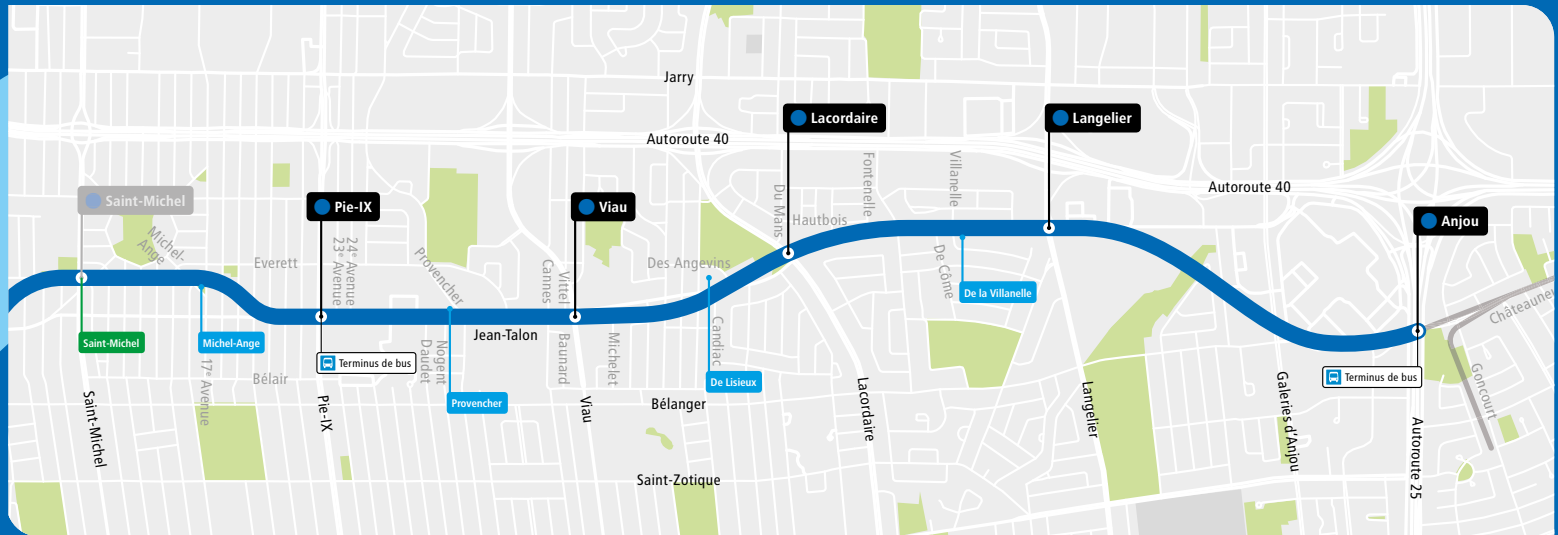 Jarry
Autoroute 40
Lacordaire
Langelier
Autoroute 40
Saint-Michel
Pie-IX
Viau
Anjou
Michel-
Ange
Everett
24e Avenue
23e Avenue
Provencher
Cannes
Vittel
Des Angevins
Du Mans
Hautbois
Fontenelle
Villanelle
De Côme
De la Villanelle
Saint-Michel
Michel-Ange
Terminus de bus
Jean-Talon
Nogent
Daudet
Provencher
Baunard
Michelet
Candiac
De Lisieux
Bélanger
Bélair
17e Avenue
Saint-Michel
Pie-IX
Viau
Lacordaire
Langelier
Galeries d'Anjou
Terminus de bus
Autoroute 25
Goncourt
Saint-Zotique